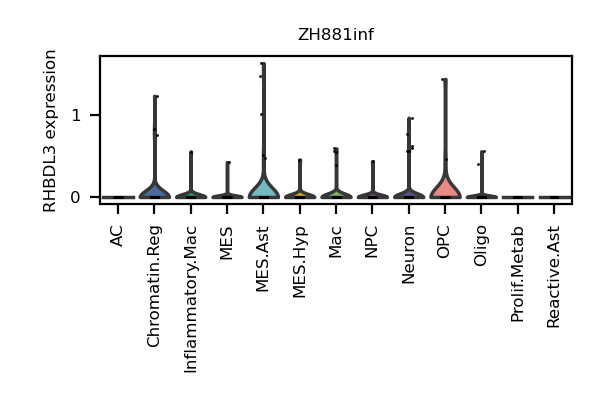 ZH881inf
RHBDL3 expression
1
0
AC
Chromatin.Reg
Inflammatory.Mac
MES
MES.Ast
MES.Hyp
Mac
NPC
Neuron
OPC
Oligo
Prolif.Metab
Reactive.Ast